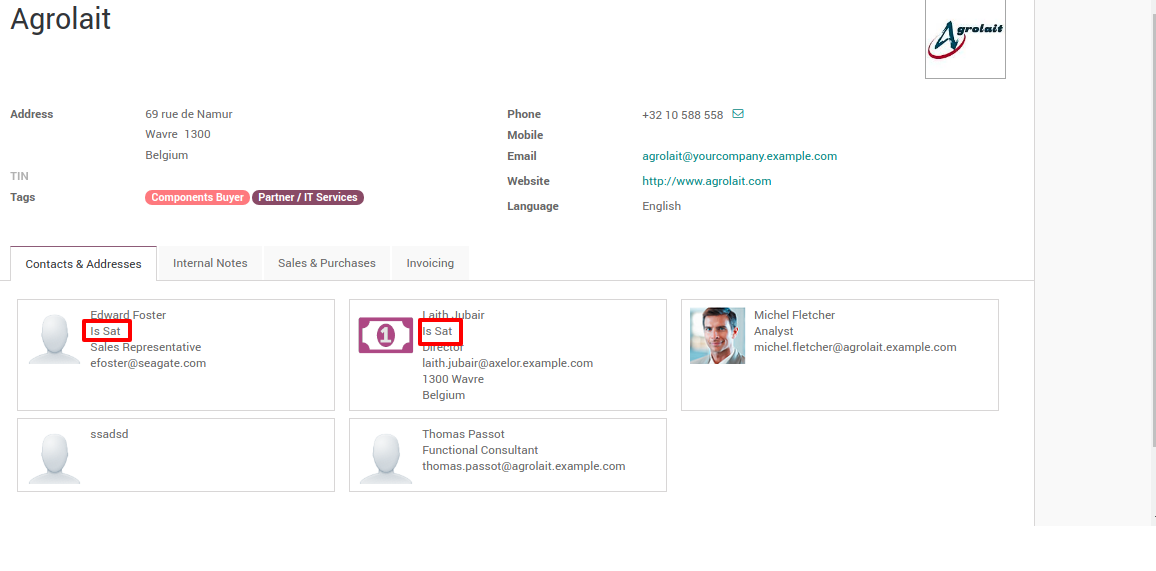 Agrolait
Agrolait
Address 69 rue de Namur
Wavre 1300
Belgium
TIN
Tags Components Buyer Partner / IT Services
Phone +32 10 588 558
Mobile
Email agrolait@yourcompany.example.com
Website http://www.agrolait.com
Language English
Contacts & Addresses Internal Notes Sales & Purchases Invoicing
Edward Foster
Is Sat
Sales Representative
efoster@seagate.com
1
Laith Jubair
Is Sat
Director
laith.jubair@axelor.example.com
1300 Wavre
Belgium
Michel Fletcher
Analyst
michel.fletcher@agrolait.example.com
ssadsd
Thomas Passot
Functional Consultant
thomas.passot@agrolait.example.com